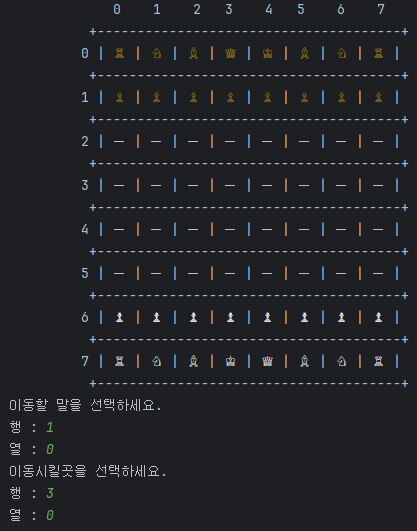 0 1 2 3 4 5 6 7
+---------------------------------------+
0 | ♖ | ♘ | ♗ | ♕ | ♔ | ♗ | ♘ | ♖ |
+---------------------------------------+
1 | ♙ | ♙ | ♙ | ♙ | ♙ | ♙ | ♙ | ♙ |
+---------------------------------------+
2 | — | — | — | — | — | — | — | — |
+---------------------------------------+
3 | — | — | — | — | — | — | — | — |
+---------------------------------------+
4 | — | — | — | — | — | — | — | — |
+---------------------------------------+
5 | — | — | — | — | — | — | — | — |
+---------------------------------------+
6 | ♟ | ♟ | ♟ | ♟ | ♟ | ♟ | ♟ | ♟ |
+---------------------------------------+
7 | ♖ | ♘ | ♗ | ♔ | ♕ | ♗ | ♘ | ♖ |
+---------------------------------------+
이동할 말을 선택하세요.
행 : 1
열 : 0
이동시킬곳을 선택하세요.
행 : 3
열 : 0